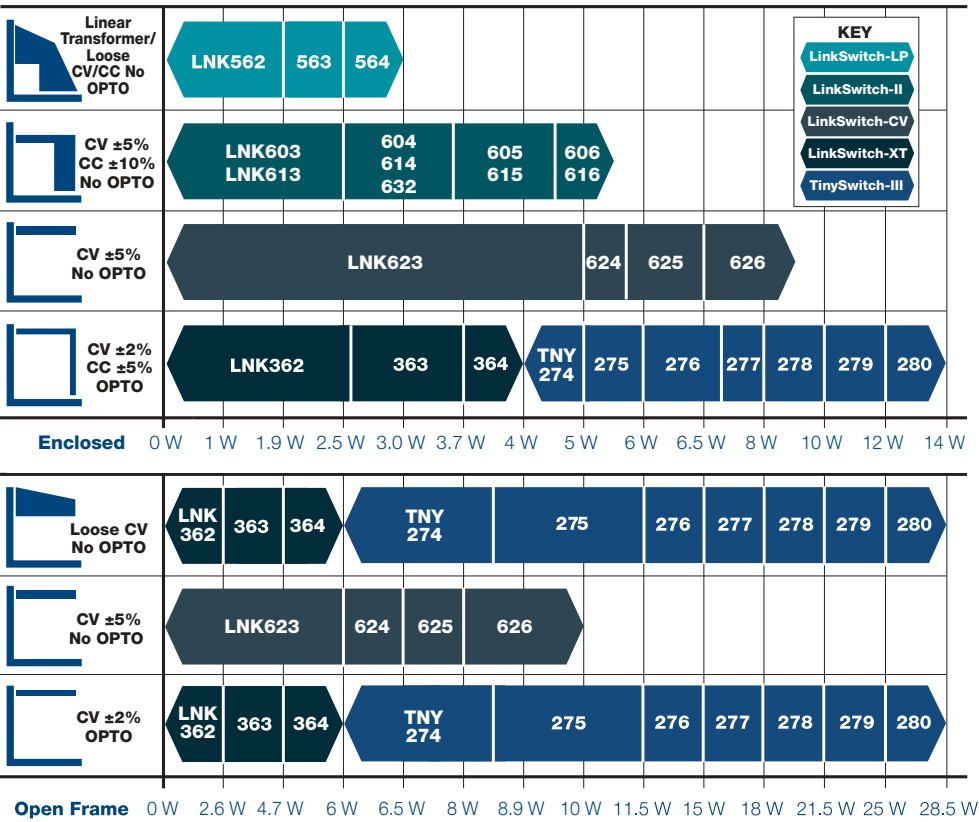 Linear
Transformer/
Loose
CV/CC No
OPTO
LNK562
563
564
KEY
LinkSwitch-LP
LinkSwitch-II
LinkSwitch-CV
LinkSwitch-XT
TinySwitch-III
CV ±5%
CC ±10%
No OPTO
LNK603
LNK613
604
614
632
605
615
606
616
CV ±5%
No OPTO
LNK623
624
625
626
CV ±2%
CC ±5%
OPTO
LNK362
363
364
TNY
274
275
276
277
278
279
280
Enclosed 0 W 1 W 1.9 W 2.5 W 3.0 W 3.7 W 4 W 5 W 6 W 6.5 W 8 W 10 W 12 W 14 W
Loose CV
No OPTO
LNK
362
363
364
TNY
274
275
276
277
278
279
280
CV ±5%
No OPTO
LNK623
624
625
626
CV ±2%
OPTO
LNK
362
363
364
TNY
274
275
276
277
278
279
280
Open Frame 0 W 2.6 W 4.7 W 6 W 6.5 W 8 W 8.9 W 10 W 11.5 W 15 W 18 W 21.5 W 25 W 28.5 W